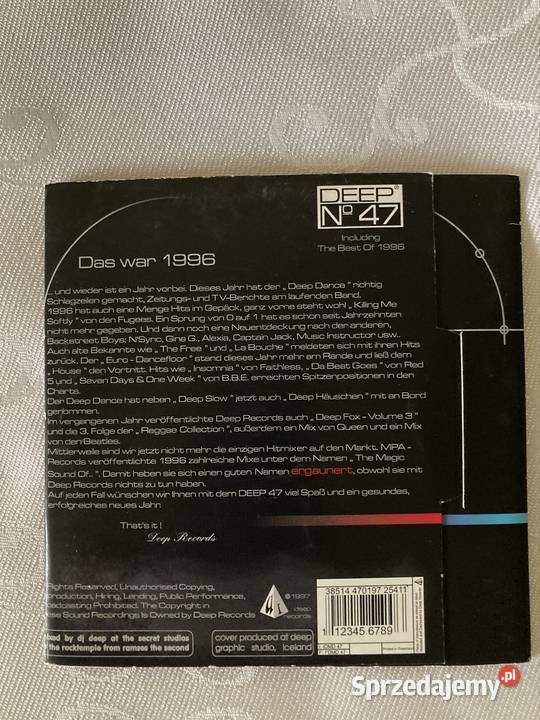 DEEP®
Nº 47
Including
The Best Of 1996
Das war 1996
... und wieder ist ein Jahr vorbei. Dieses Jahr hat der „ Deep Dance " richtig
Schlagzeilen gemacht, Zeitungs- und TV-Berichte am laufenden Band.
1996 hat auch eine Menge Hits im Gepäck, ganz vorne steht wohl „ Killing Me
Softly " von den Fugees. Ein Sprung von 0 auf 1 hat es schon seit Jahrzehnten
nicht mehr gegeben. Und dann noch eine Neuentdeckung nach der anderen,
Backstreet Boys; N'Sync, Gina G., Alexia, Captain Jack, Music Instructor usw..
Auch alte Bekannte wie „ The Free " und „ La Bouche " meldeten sich mit ihren Hits
zurück. Der „ Euro - Dancefloor " stand dieses Jahr mehr am Rande und ließ dem
„ House " den Vortritt. Hits wie „ Insomnia " von Faithless, „ Da Beat Goes " von Red
5 und „ Seven Days & One Week " von B.B.E. erreichten Spitzenpositionen in den
Charts.
Der Deep Dance hat neben „ Deep Slow " jetzt auch „ Deep Häuschen " mit an Bord
genommen.
Im vergangenen Jahr veröffentlichte Deep Records auch „ Deep Fox - Volume 3 "
und die 3. Folge der „ Reggae Collection ", außerdem ein Mix von Queen und ein Mix
von den Beatles.
Mittlerweile sind wir jetzt nicht mehr die einzigen Hitmixer auf den Markt. MPA -
Records veröffentlichte 1996 zahlreiche Mixe unter dem Namen „ The Magic
Sound Of.. ". Damit haben sie sich einen guten Namen ergaunert, obwohl sie mit
Deep Records nichts zu tun haben.
Auf jeden Fall wünschen wir Ihnen mit dem DEEP 47 viel Spaß und ein gesundes,
erfolgreiches neues Jahr
That's it !
Deep Records
Rights Reserved, Unauthorised Copying,
production, Hiring, Lending, Public Performance,
oadcasting Prohibited. The Copyright in
ese Sound Recordings Is Owned by Deep Records
℗ 1997
deep
records
38514 470197 25411
1 12345 6789
xed by dj deep at the secret studios
the rocktemple from ramses the second
cover produced at deep
graphic studio, iceland
Sprzedajemy.pl